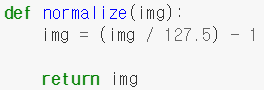 def normalize(img):
    img = (img / 127.5) - 1
    return img